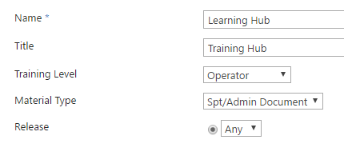 Name * Learning Hub
Title Training Hub
Training Level Operator
Material Type Spt/Admin Document
Release Any